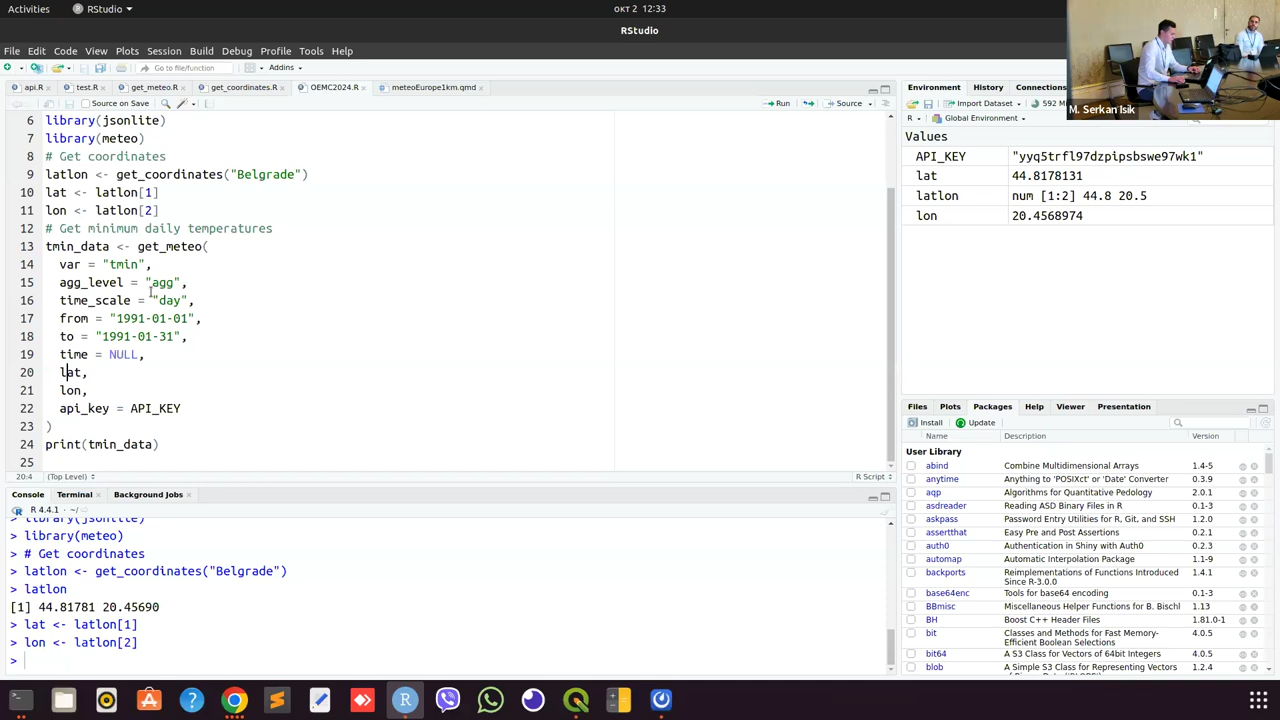 Activities
RStudio
окт 2 12:33
RStudio
File Edit Code View Plots Session Build Debug Profile Tools Help
Go to file/function
Addins
M. Serkan Isik
api.R test.R get_meteo.R get_coordinates.R OEMC2024.R meteoEurope1km.qmd
Source on Save
Run
Source
6 library(jsonlite)
7 library(meteo)
8 # Get coordinates
9 latlon <- get_coordinates("Belgrade")
10 lat <- latlon[1]
11 lon <- latlon[2]
12 # Get minimum daily temperatures
13 tmin_data <- get_meteo(
14 var = "tmin",
15 agg_level = "agg",
16 time_scale = "day",
17 from = "1991-01-01",
18 to = "1991-01-31",
19 time = NULL,
20 lat,
21 lon,
22 api_key = API_KEY
23 )
24 print(tmin_data)
25
20:4 (Top Level) R Script
Console Terminal Background Jobs
R 4.4.1 · ~/
> library(jsonlite)
> library(meteo)
> # Get coordinates
> latlon <- get_coordinates("Belgrade")
> latlon
[1] 44.81781 20.45690
> lat <- latlon[1]
> lon <- latlon[2]
>
Environment History Connections
Import Dataset
592 M
R Global Environment
Values
API_KEY "yyq5trfl97dzpipsbswe97wk1"
lat 44.8178131
latlon num [1:2] 44.8 20.5
lon 20.4568974
Files Plots Packages Help Viewer Presentation
Install Update
Name Description Version
User Library
abind Combine Multidimensional Arrays 1.4-5
anytime Anything to 'POSIXct' or 'Date' Converter 0.3.9
aqp Algorithms for Quantitative Pedology 2.0.1
asdreader Reading ASD Binary Files in R 0.1-3
askpass Password Entry Utilities for R, Git, and SSH 1.2.0
assertthat Easy Pre and Post Assertions 0.2.1
auth0 Authentication in Shiny with Auth0 0.2.3
automap Automatic Interpolation Package 1.1-9
backports Reimplementations of Functions Introduced Since R-3.0.0 1.4.1
base64enc Tools for base64 encoding 0.1-3
BBmisc Miscellaneous Helper Functions for B. Bischl 1.13
BH Boost C++ Header Files 1.81.0-1
bit Classes and Methods for Fast Memory-Efficient Boolean Selections 4.0.5
bit64 A S3 Class for Vectors of 64bit Integers 4.0.5
blob A Simple S3 Class for Representing Vectors 1.2.4